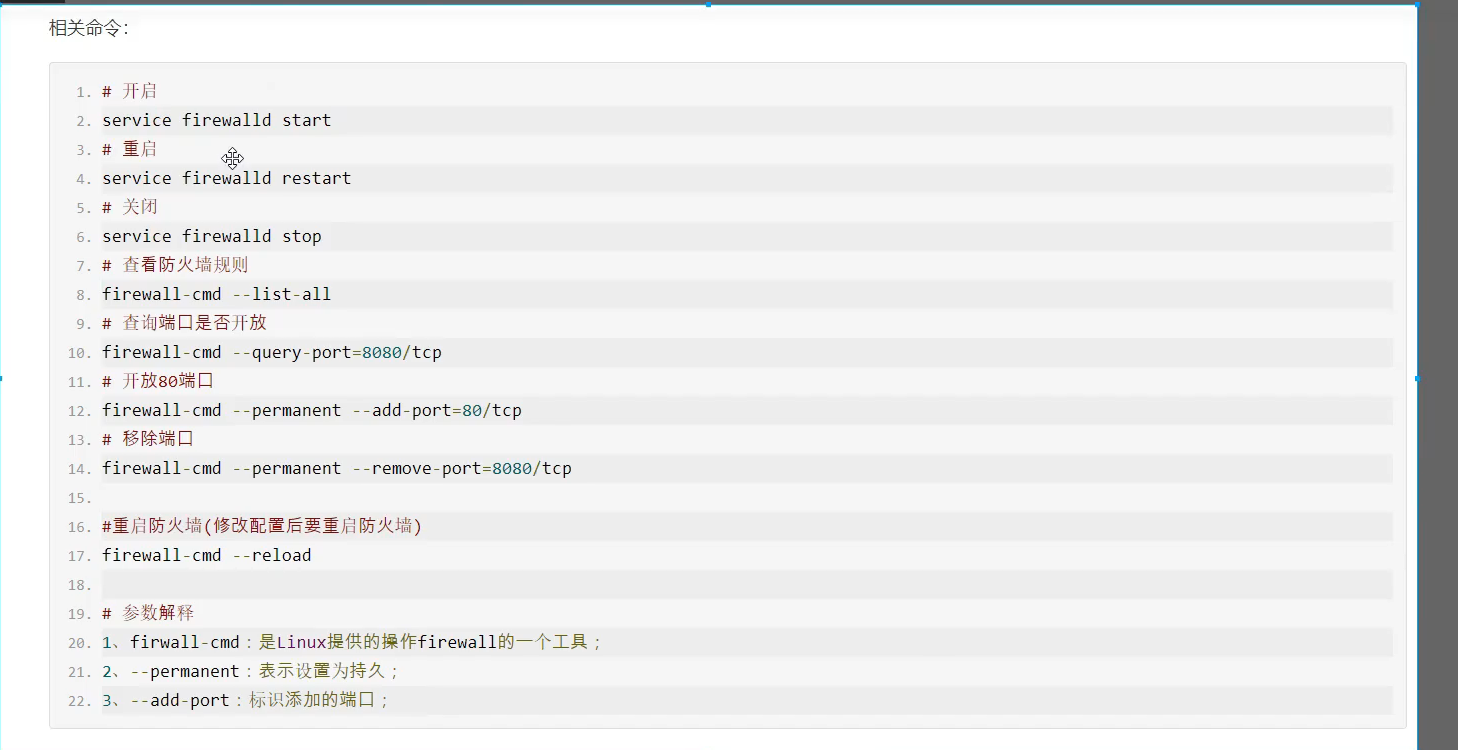 相关命令：
1. # 开启
2. service firewalld start
3. # 重启
4. service firewalld restart
5. # 关闭
6. service firewalld stop
7. # 查看防火墙规则
8. firewall-cmd --list-all
9. # 查询端口是否开放
10. firewall-cmd --query-port=8080/tcp
11. # 开放80端口
12. firewall-cmd --permanent --add-port=80/tcp
13. # 移除端口
14. firewall-cmd --permanent --remove-port=8080/tcp
15.
16. #重启防火墙(修改配置后要重启防火墙)
17. firewall-cmd --reload
18.
19. # 参数解释
20. 1、firwall-cmd：是Linux提供的操作firewall的一个工具；
21. 2、--permanent：表示设置为持久；
22. 3、--add-port：标识添加的端口；